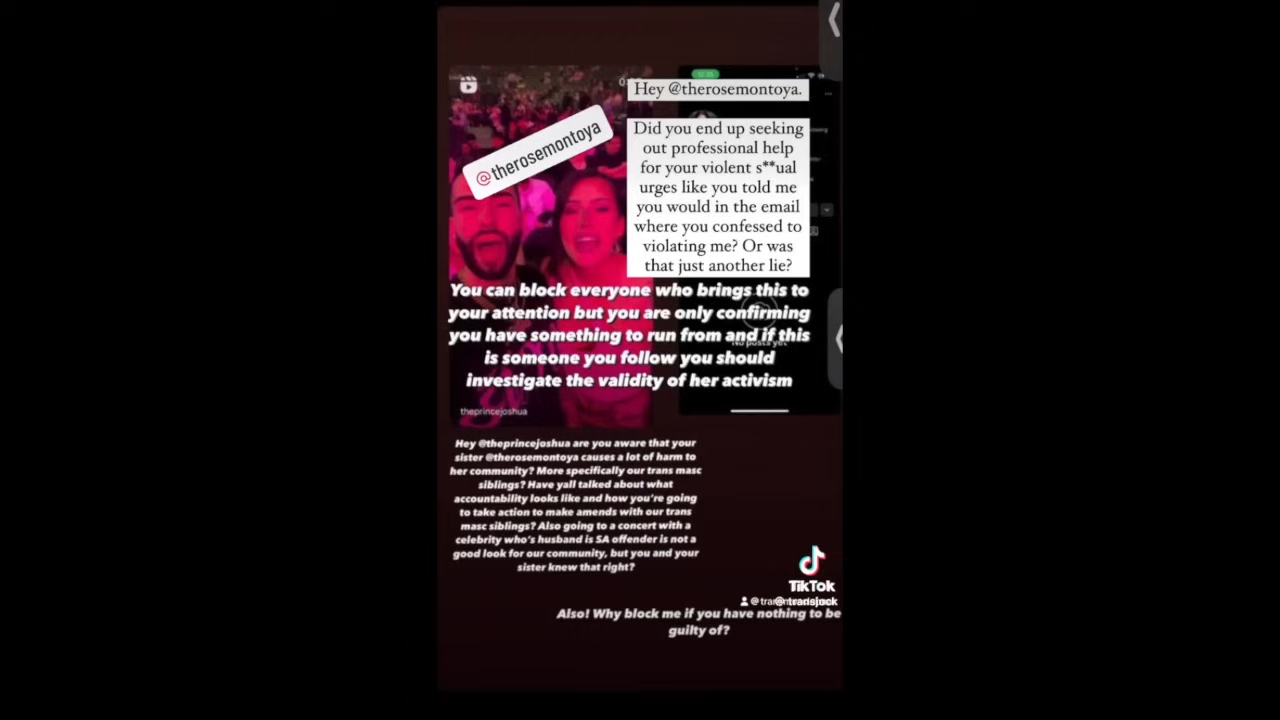 @therosemontoya
Hey @therosemontoya.
Did you end up seeking
out professional help
for your violent s**ual
urges like you told me
you would in the email
where you confessed to
violating me? Or was
that just another lie?
You can block everyone who brings this to
your attention but you are only confirming
you have something to run from and if this
is someone you follow you should
investigate the validity of her activism
No posts yet
theprincejoshua
Hey @theprincejoshua are you aware that your
sister @therosemontoya causes a lot of harm to
her community? More specifically our trans masc
siblings? Have yall talked about what
accountability looks like and how you're going
to take action to make amends with our trans
masc siblings? Also going to a concert with a
celebrity who's husband is SA offender is not a
good look for our community, but you and your
sister knew that right?
TikTok
@transjock
Also! Why block me if you have nothing to be
guilty of?